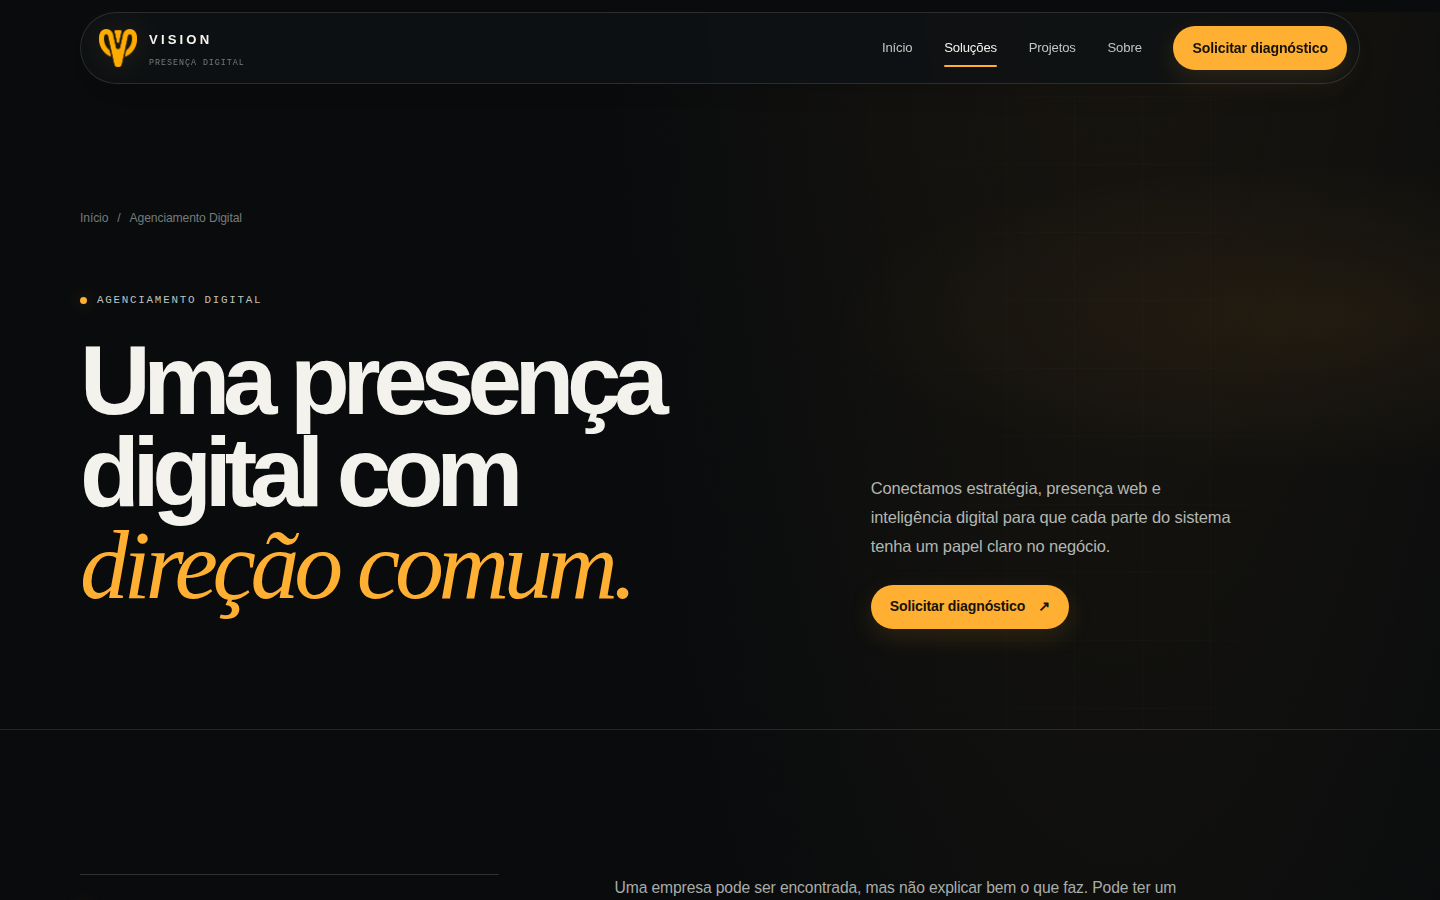 VISION
PRESENÇA DIGITAL
Início
Soluções
Projetos
Sobre
Solicitar diagnóstico
Início / Agenciamento Digital
AGENCIAMENTO DIGITAL
Uma presença
digital com
direção comum.
Conectamos estratégia, presença web e
inteligência digital para que cada parte do sistema
tenha um papel claro no negócio.
Solicitar diagnóstico ↗
Uma empresa pode ser encontrada, mas não explicar bem o que faz. Pode ter um